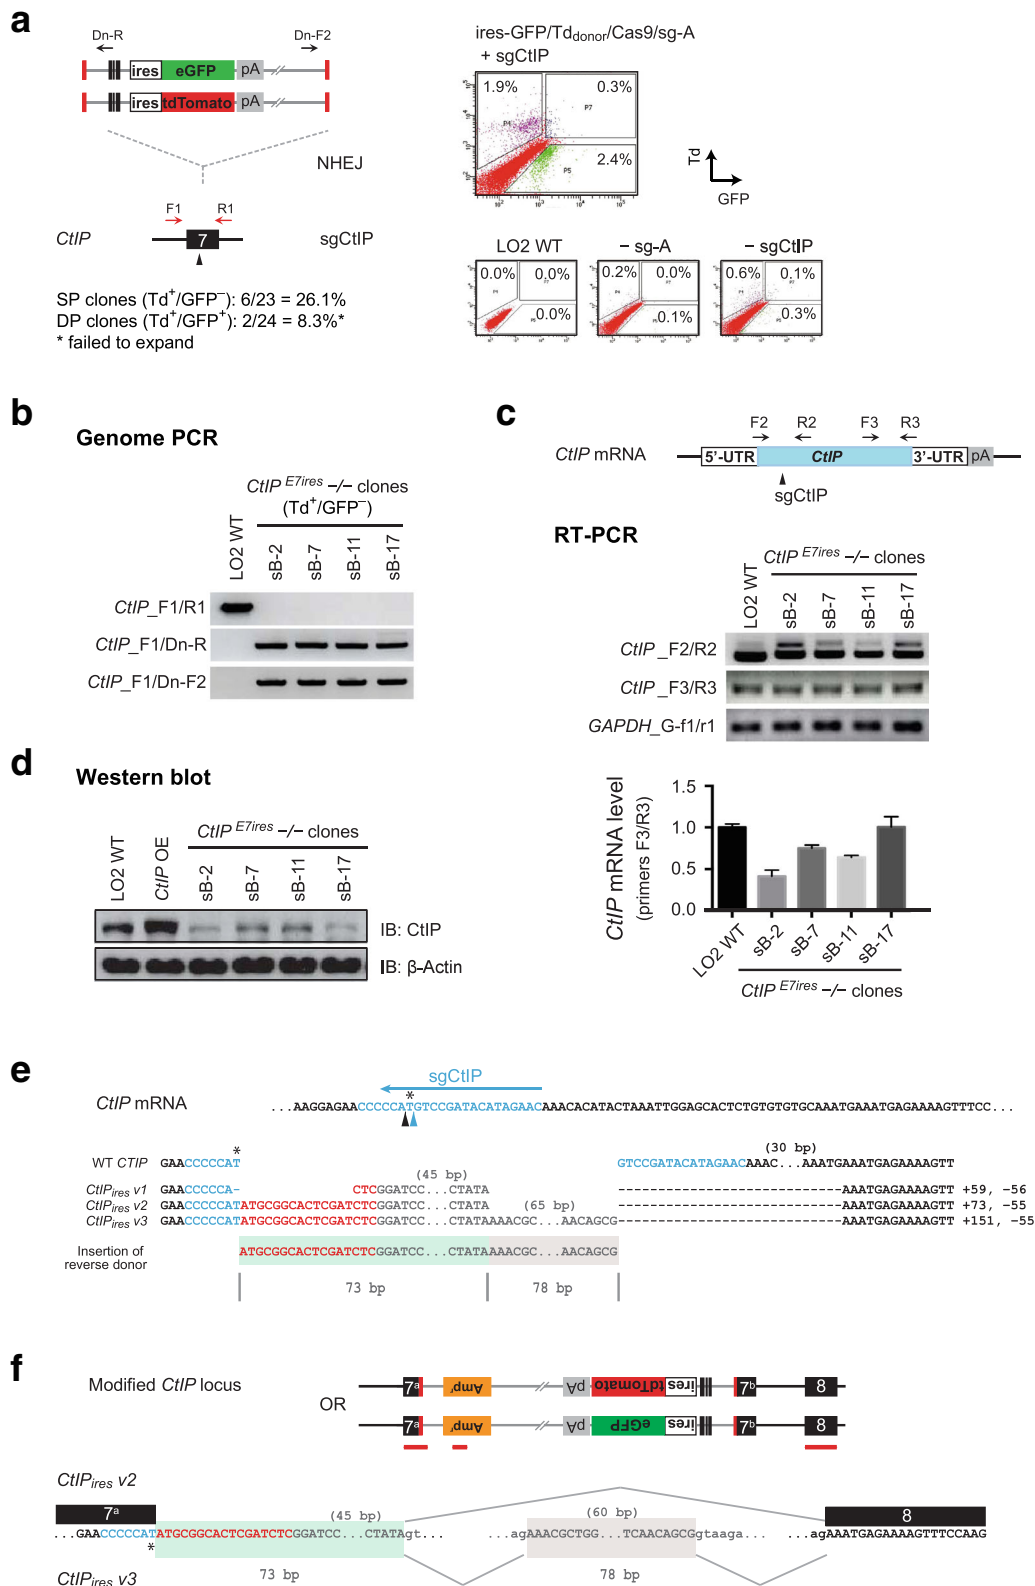 a
Dn-R
Dn-F2
ires eGFP pA
ires tdTomato pA
NHEJ
F1 R1
CtIP 7 sgCtIP
SP clones (Td+/GFP−): 6/23 = 26.1%
DP clones (Td+/GFP+): 2/24 = 8.3%*
* failed to expand
ires-GFP/Tddonor/Cas9/sg-A
+ sgCtIP
1.9% 0.3%
P4 P7
2.4%
P5
Td
GFP
LO2 WT
0.0% 0.0%
0.0%
− sg-A
0.2% 0.0%
0.1%
− sgCtIP
0.6% 0.1%
0.3%
b
Genome PCR
CtIP E7ires −/− clones
(Td+/GFP−)
LO2 WT sB-2 sB-7 sB-11 sB-17
CtIP_F1/R1
CtIP_F1/Dn-R
CtIP_F1/Dn-F2
c
F2 R2 F3 R3
CtIP mRNA 5'-UTR CtIP 3'-UTR pA
sgCtIP
RT-PCR
CtIP E7ires −/− clones
LO2 WT sB-2 sB-7 sB-11 sB-17
CtIP_F2/R2
CtIP_F3/R3
GAPDH_G-f1/r1
CtIP mRNA level
(primers F3/R3)
1.5
1.0
0.5
0.0
LO2 WT sB-2 sB-7 sB-11 sB-17
CtIP E7ires −/− clones
d
Western blot
CtIP E7ires −/− clones
LO2 WT CtIP OE sB-2 sB-7 sB-11 sB-17
IB: CtIP
IB: β-Actin
e
sgCtIP
*
CtIP mRNA ...AAGGAGAACCCCCATGTCCGATACATAGAACAAACACATACTAAATTGGAGCACTCTGTGTGTGCAAATGAAATGAGAAAAGTTTCC...
* (30 bp)
WT CTIP GAACCCCCAT GTCCGATACATAGAACAAAC...AAATGAAATGAGAAAAGTT
(45 bp)
CtIPires v1 GAACCCCCA- CTCGGATCC...CTATA ---------------------- AAATGAGAAAAGTT +59, −56
(65 bp)
CtIPires v2 GAACCCCCATATGCGGCACTCGATCTCGGATCC...CTATA ---------------------- AAATGAGAAAAGTT +73, −55
CtIPires v3 GAACCCCCATATGCGGCACTCGATCTCGGATCC...CTATAAAACGC...AACAGCG ---------------------- AAATGAGAAAAGTT +151, −55
Insertion of
reverse donor
ATGCGGCACTCGATCTCGGATCC...CTATAAAACGC...AACAGCG
73 bp 78 bp
f
Modified CtIP locus
7a Ampr pA tdTomato ires 7b 8
OR
7a Ampr pA eGFP ires 7b 8
CtIPires v2
7a (45 bp) (60 bp) 8
...GAACCCCCATATGCGGCACTCGATCTCGGATCC...CTATAgt... ...agAAACGCTGG...TCAACAGCGgtaaga... ...agAAATGAGAAAAGTTTCCAAG
*
73 bp 78 bp
CtIPires v3